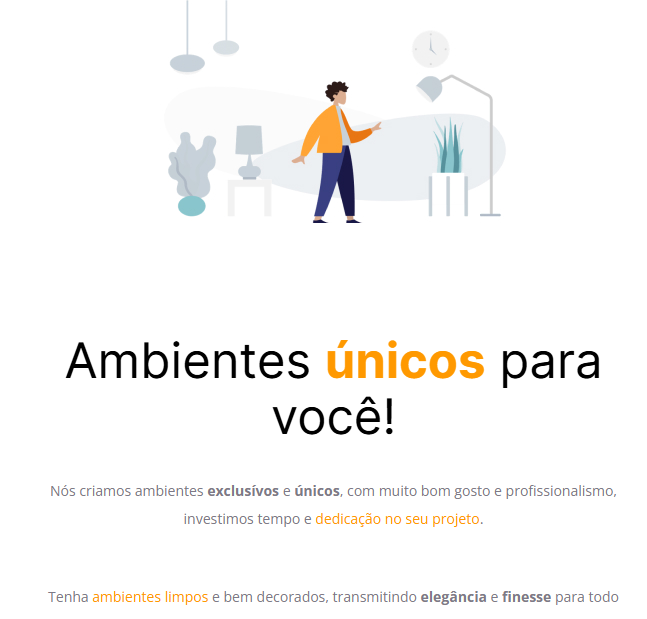 Ambientes únicos para
você!
Nós criamos ambientes exclusívos e únicos, com muito bom gosto e profissionalismo,
investimos tempo e dedicação no seu projeto.
Tenha ambientes limpos e bem decorados, transmitindo elegância e finesse para todo